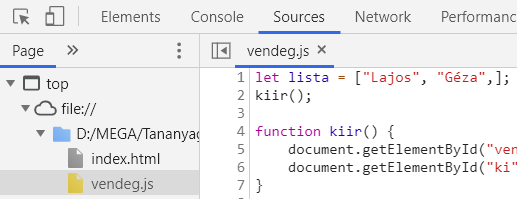 Elements Console Sources Network Performanc
Page »
vendeg.js ×
top
file://
D:/MEGA/Tananyag
index.html
vendeg.js
1 let lista = ["Lajos", "Géza",];
2 kiir();
3
4 function kiir() {
5 document.getElementById("ven
6 document.getElementById("ki"
7 }